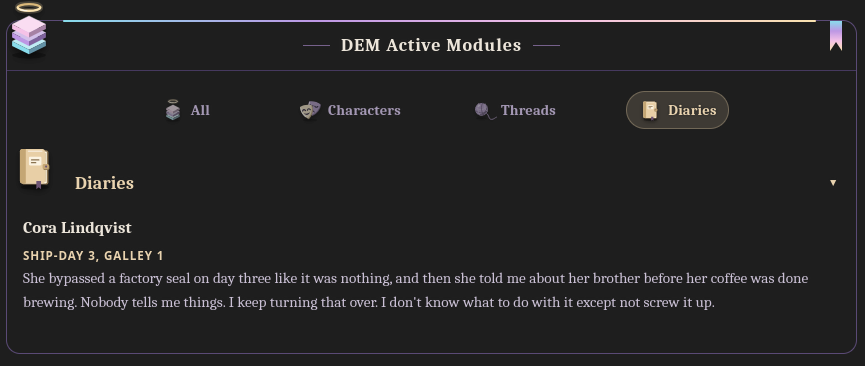 DEM Active Modules
All
Characters
Threads
Diaries
Diaries
▼
Cora Lindqvist
SHIP-DAY 3, GALLEY 1
She bypassed a factory seal on day three like it was nothing, and then she told me about her brother before her coffee was done
brewing. Nobody tells me things. I keep turning that over. I don't know what to do with it except not screw it up.